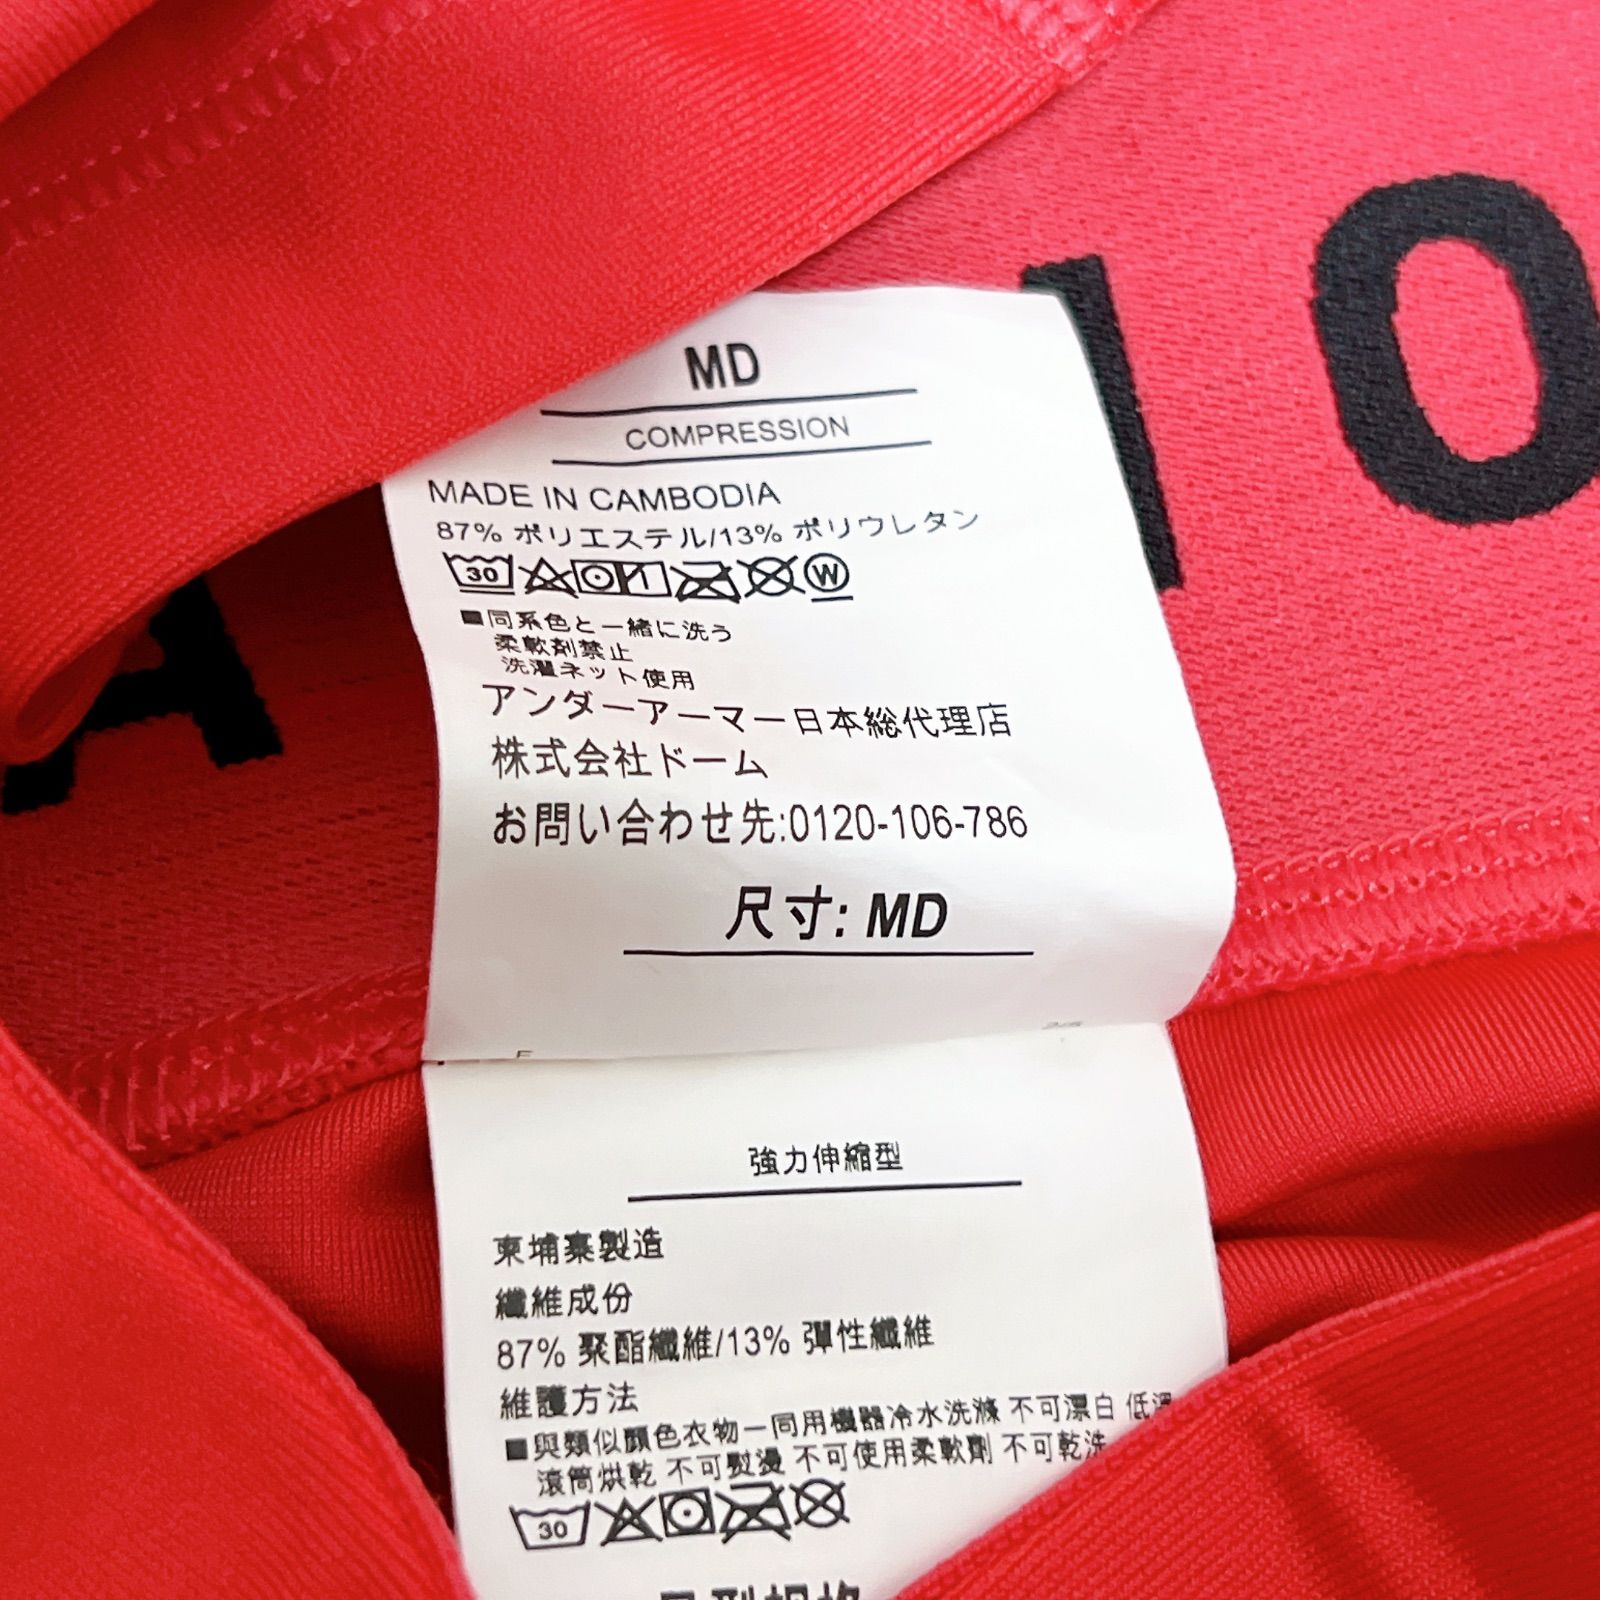 MD
COMPRESSION
MADE IN CAMBODIA
87% ポリエステル/13% ポリウレタン
30
W
■同系色と一緒に洗う
柔軟剤禁止
洗濯ネット使用
アンダーアーマー日本総代理店
株式会社ドーム
お問い合わせ先:0120-106-786
尺寸: MD
強力伸縮型
柬埔寨製造
纖維成份
87% 聚酯纖維/13% 彈性纖維
維護方法
■與類似顏色衣物一同用機器冷水洗滌 不可漂白 低溫
滾筒烘乾 不可熨燙 不可使用柔軟劑 不可乾洗
30
A
O